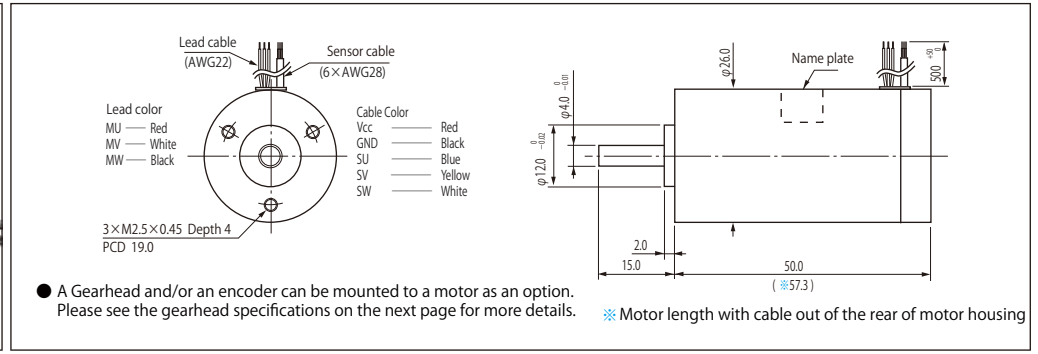 Lead cable
(AWG22)
Sensor cable
(6×AWG28)
Lead color
MU — Red
MV — White
MW — Black
Cable Color
Vcc — Red
GND — Black
SU — Blue
SV — Yellow
SW — White
3×M2.5×0.45 Depth 4
PCD 19.0
φ12.0 0 −0.02
φ4.0 0 −0.01
φ26.0
Name plate
500 +50 0
2.0
15.0
50.0
( ※57.3 )
● A Gearhead and/or an encoder can be mounted to a motor as an option.
Please see the gearhead specifications on the next page for more details.
※ Motor length with cable out of the rear of motor housing